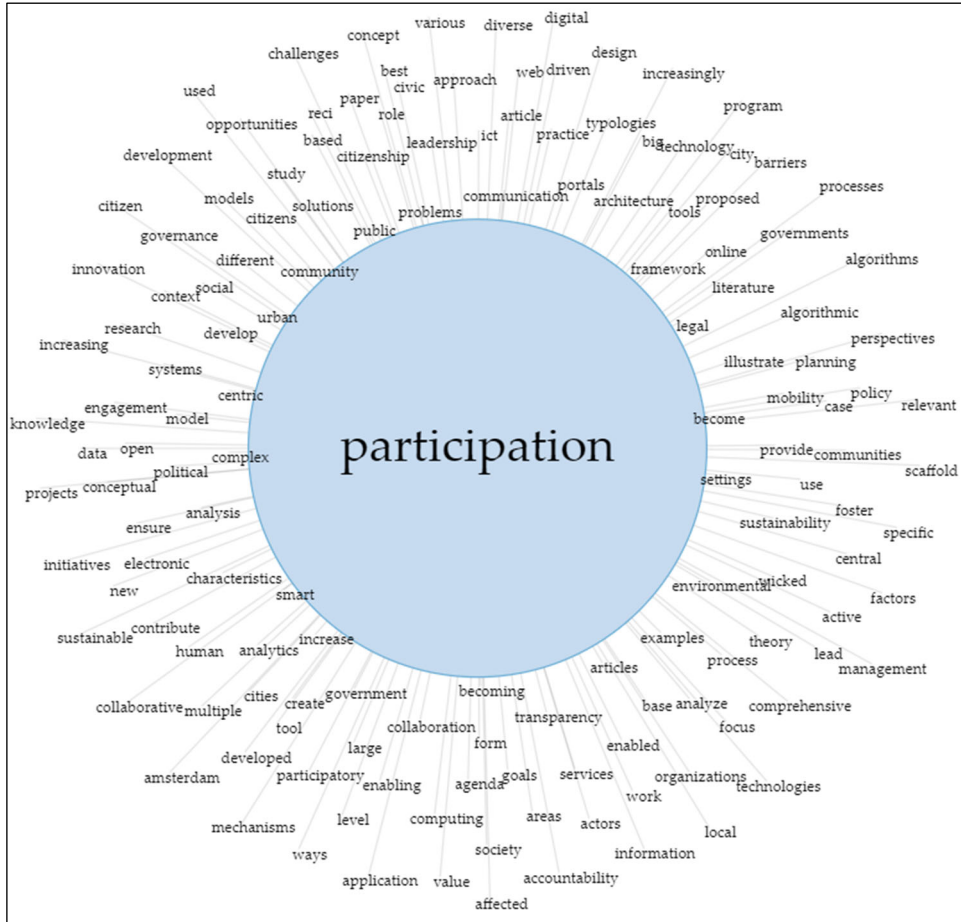 various
diverse
digital
concept
challenges
design
best
civic
approach
web
driven
increasingly
used
paper
role
article
program
reci
opportunities
based
leadership
ict
practice
typologies
big
technology
city
development
citizenship
barriers
study
communication
portals
architecture
proposed
processes
citizen
models
citizens
solutions
public
problems
tools
governance
different
community
online
governments
innovation
context
social
framework
literature
algorithms
urban
legal
algorithmic
increasing
research
develop
perspectives
systems
illustrate
planning
centric
mobility
policy
knowledge
engagement
model
become
case
relevant
data
open
complex
participation
provide
communities
projects
conceptual
political
settings
use
scaffold
analysis
foster
ensure
sustainability
specific
initiatives
electronic
central
new
characteristics
smart
environmental
wicked
factors
sustainable
contribute
human
analytics
increase
examples
theory
active
process
lead
management
collaborative
multiple
cities
create
government
becoming
articles
base
analyze
comprehensive
tool
collaboration
transparency
focus
amsterdam
developed
participatory
large
form
enabled
enabling
agenda
goals
services
organizations
technologies
mechanisms
level
computing
areas
actors
work
local
ways
society
information
application
value
accountability
affected